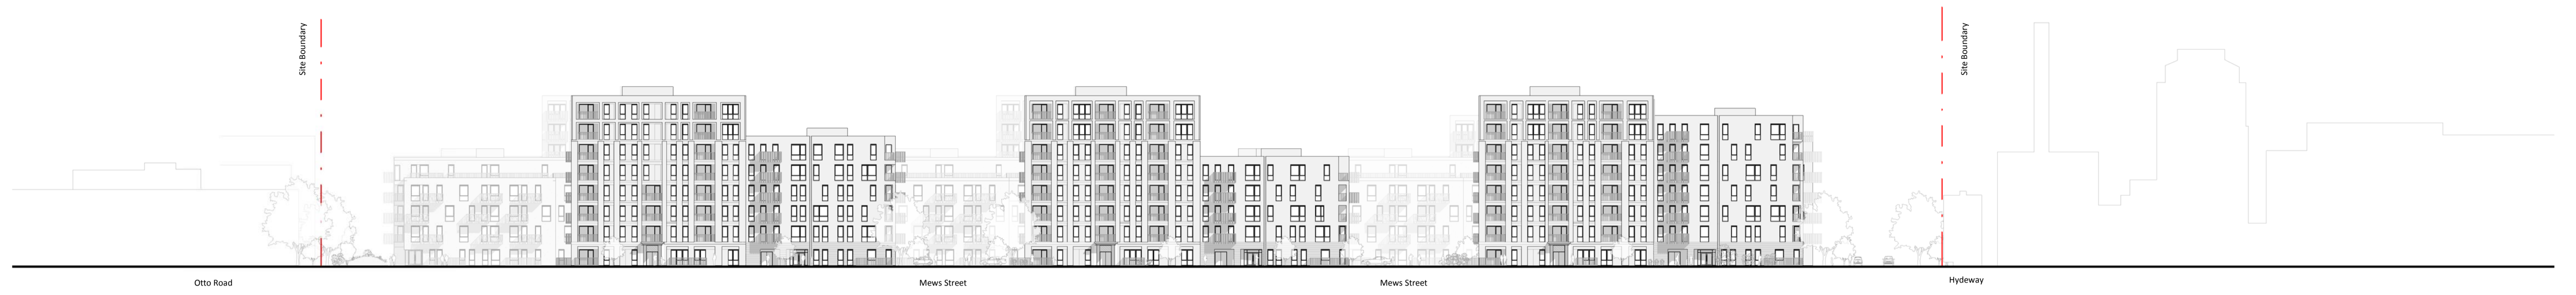 Site Boundary
Site Boundary
Otto Road
Mews Street
Mews Street
Hydeway